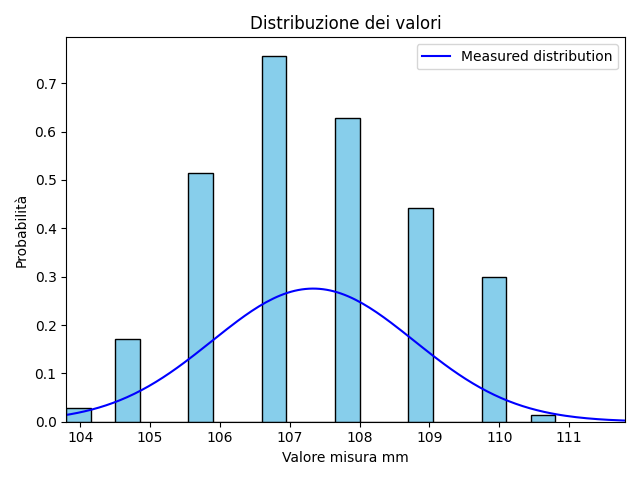 Distribuzione dei valori
Measured distribution
Probabilità
0.7
0.6
0.5
0.4
0.3
0.2
0.1
0.0
104 105 106 107 108 109 110 111
Valore misura mm